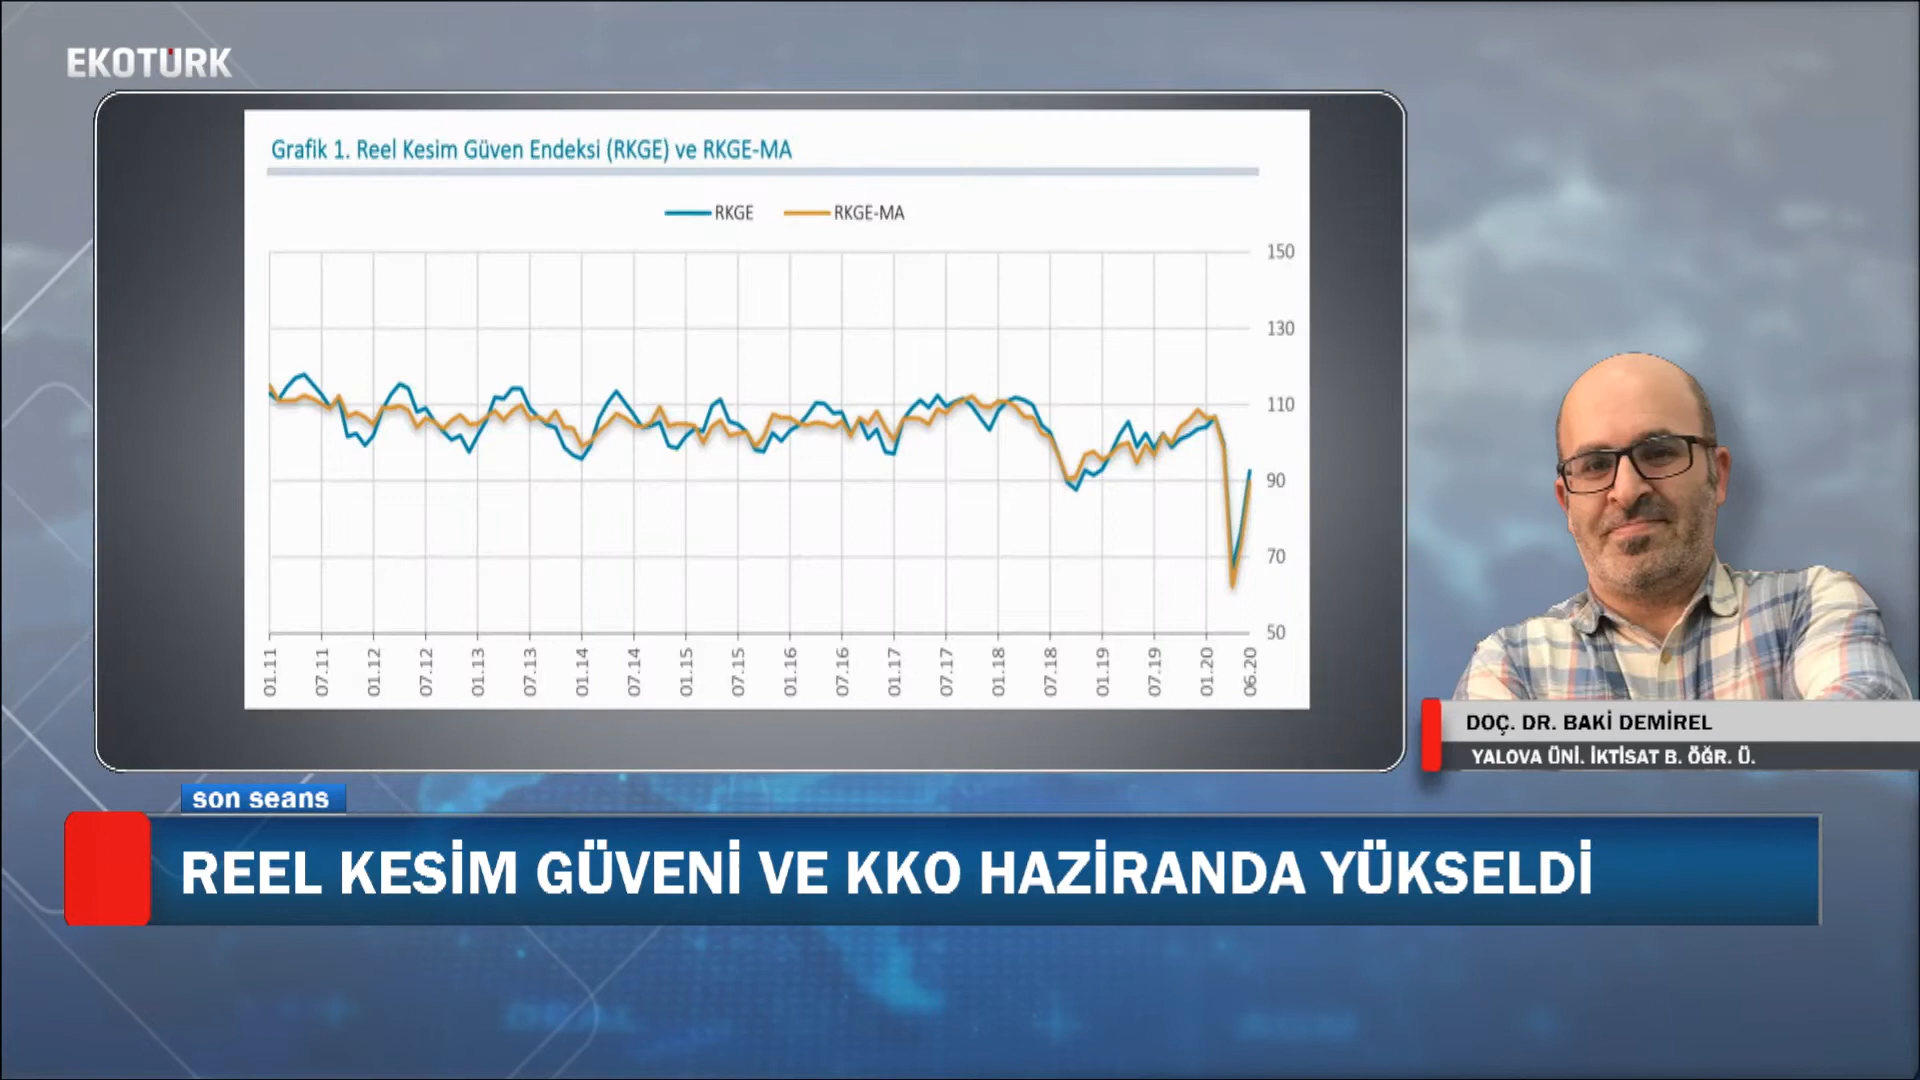 EKOTÜRK
Grafik 1. Reel Kesim Güven Endeksi (RKGE) ve RKGE-MA
RKGE RKGE-MA
150
130
110
90
70
50
01.11 07.11 01.12 07.12 01.13 07.13 01.14 07.14 01.15 07.15 01.16 07.16 01.17 07.17 01.18 07.18 01.19 07.19 01.20 06.20
DOÇ. DR. BAKİ DEMİREL
YALOVA ÜNİ. İKTİSAT B. ÖĞR. Ü.
son seans
REEL KESİM GÜVENİ VE KKO HAZİRANDA YÜKSELDİ